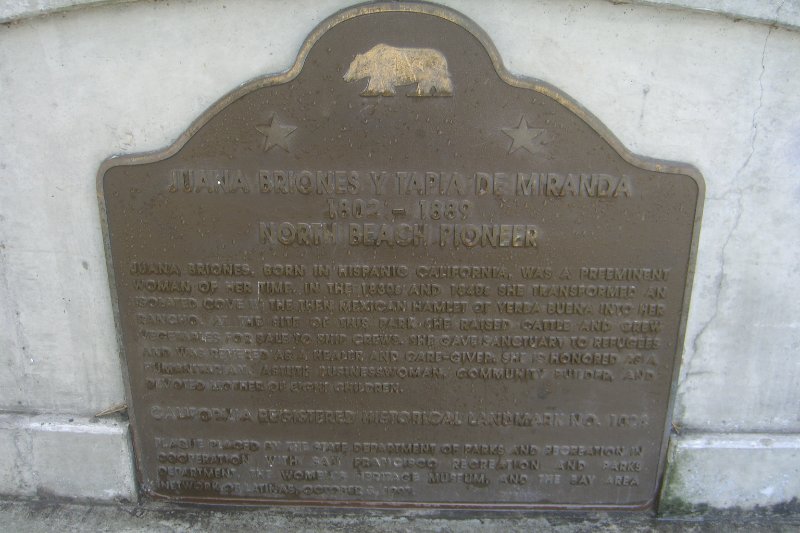 JUANA BRIONES Y TAPIA DE MIRANDA
1802 - 1889
NORTH BEACH PIONEER
JUANA BRIONES, BORN IN HISPANIC CALIFORNIA, WAS A PREEMINENT
WOMAN OF HER TIME. IN THE 1830s AND 1840s SHE TRANSFORMED AN
ISOLATED COVE IN THE THEN MEXICAN HAMLET OF YERBA BUENA INTO HER
RANCHO. AT THE SITE OF THIS PARK SHE RAISED CATTLE AND GREW
VEGETABLES FOR SALE TO SHIP CREWS. SHE GAVE SANCTUARY TO REFUGEES
AND WAS REVERED AS A HEALER AND CARE-GIVER. SHE IS HONORED AS A
HUMANITARIAN, ASTUTE BUSINESSWOMAN, COMMUNITY BUILDER, AND
DEVOTED MOTHER OF EIGHT CHILDREN.
CALIFORNIA REGISTERED HISTORICAL LANDMARK NO.
PLAQUE PLACED BY THE STATE DEPARTMENT OF PARKS AND RECREATION IN
COOPERATION WITH SAN FRANCISCO RECREATION AND PARKS
DEPARTMENT, THE WOMEN'S HERITAGE MUSEUM, AND THE BAY AREA
NETWORK OF LATINAS, OCTOBER